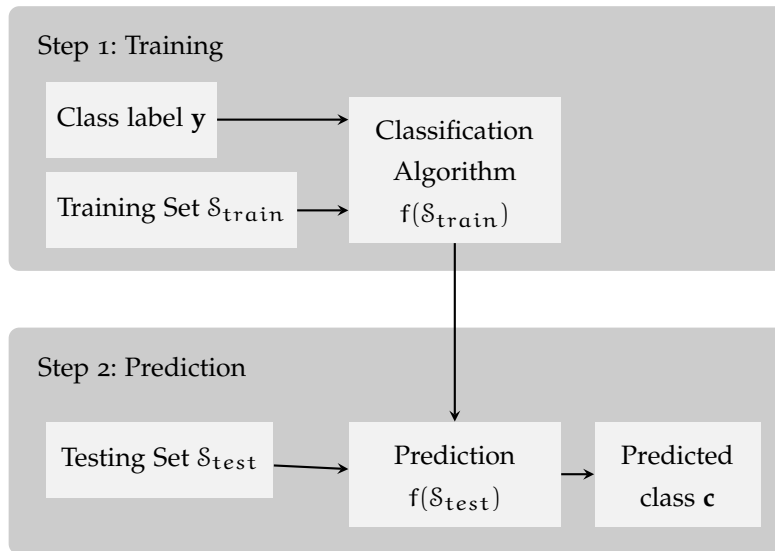 Step 1: Training
Class label y
Training Set 𝒮train
Classification
Algorithm
f(𝒮train)
Step 2: Prediction
Testing Set 𝒮test
Prediction
f(𝒮test)
Predicted
class c